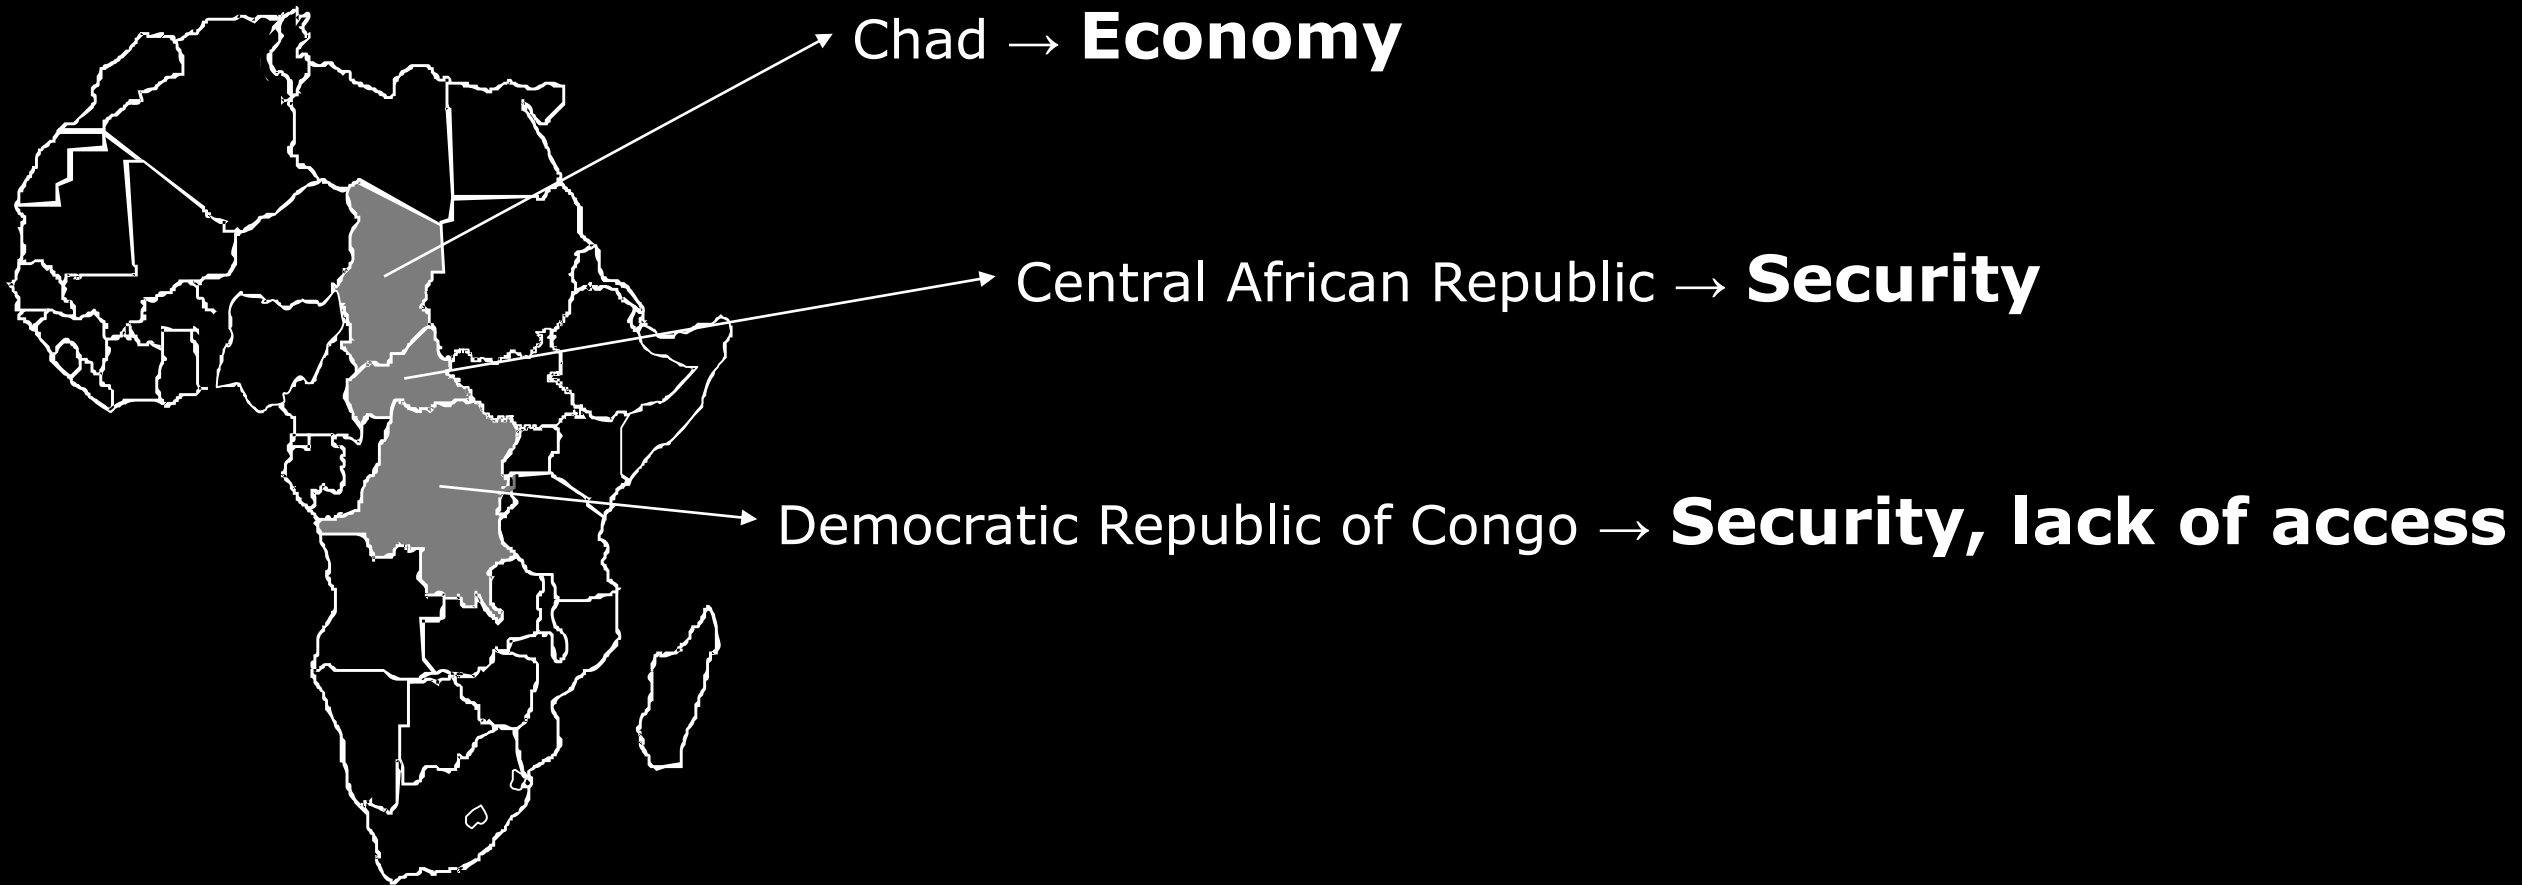 Chad → Economy
Central African Republic → Security
Democratic Republic of Congo → Security, lack of access